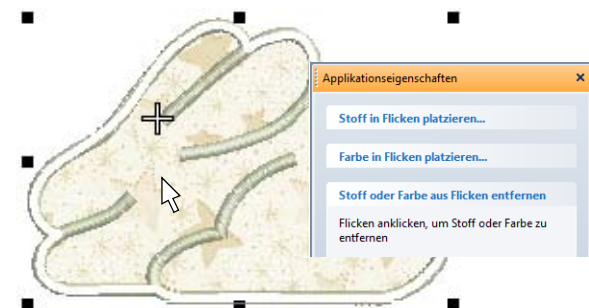 Applikationseigenschaften
Stoff in Flicken platzieren...
Farbe in Flicken platzieren...
Stoff oder Farbe aus Flicken entfernen
Flicken anklicken, um Stoff oder Farbe zu
entfernen